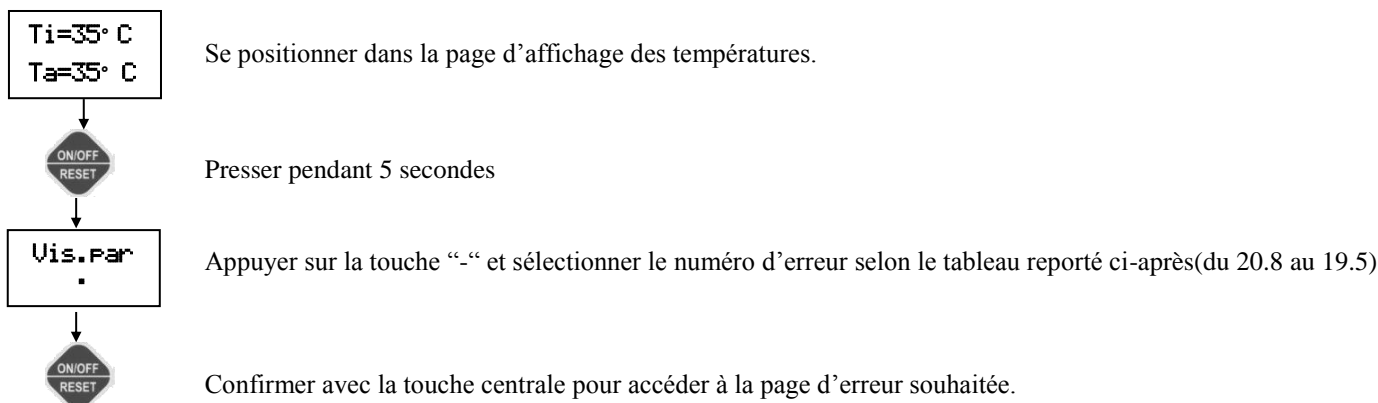 Ti=35° C
Ta=35° C
Se positionner dans la page d’affichage des températures.
ON/OFF
RESET
Presser pendant 5 secondes
Vis.par
.
Appuyer sur la touche “-“ et sélectionner le numéro d’erreur selon le tableau reporté ci-après(du 20.8 au 19.5)
ON/OFF
RESET
Confirmer avec la touche centrale pour accéder à la page d’erreur souhaitée.